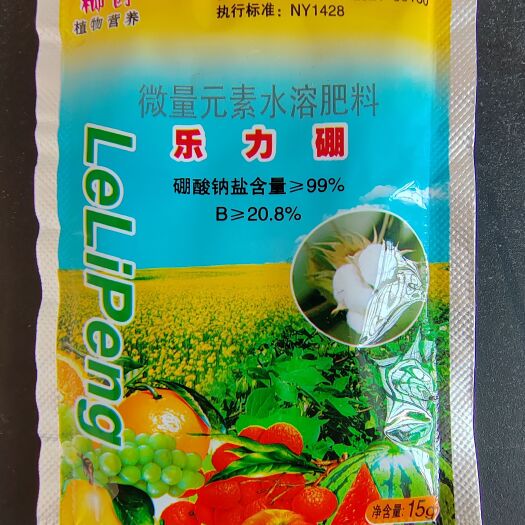 植物营养
执行标准：NY1428
微量元素水溶肥料
乐力硼
硼酸钠盐含量≥99%
B≥20.8%
LeLiPeng
净含量：15g